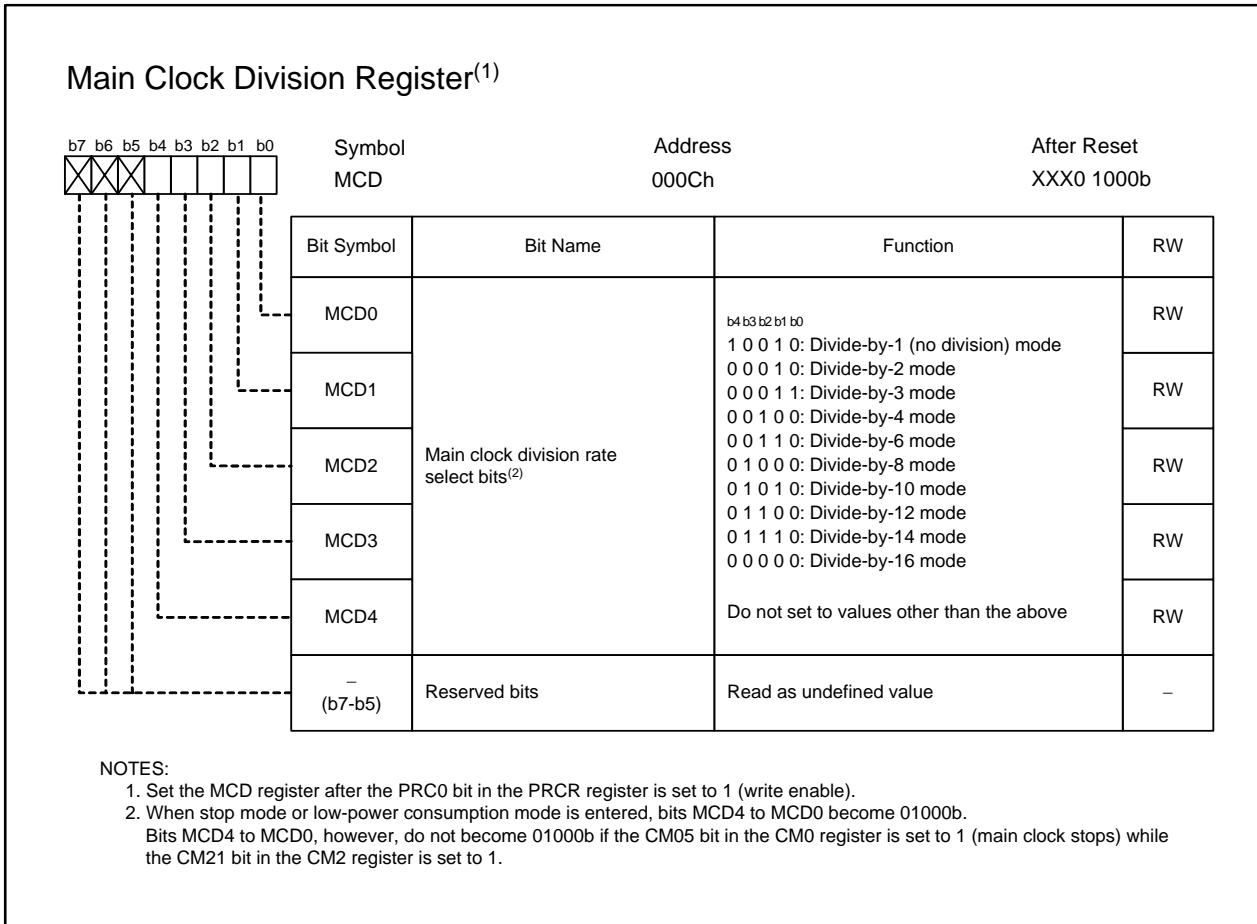 Main Clock Division Register(1)
b7 b6 b5 b4 b3 b2 b1 b0
Symbol Address After Reset
MCD 000Ch XXX0 1000b
Bit Symbol Bit Name Function RW
MCD0 RW
MCD1 RW
MCD2 RW
MCD3 RW
MCD4 RW
Main clock division rate
select bits(2)
b4 b3 b2 b1 b0
1 0 0 1 0: Divide-by-1 (no division) mode
0 0 0 1 0: Divide-by-2 mode
0 0 0 1 1: Divide-by-3 mode
0 0 1 0 0: Divide-by-4 mode
0 0 1 1 0: Divide-by-6 mode
0 1 0 0 0: Divide-by-8 mode
0 1 0 1 0: Divide-by-10 mode
0 1 1 0 0: Divide-by-12 mode
0 1 1 1 0: Divide-by-14 mode
0 0 0 0 0: Divide-by-16 mode
Do not set to values other than the above
–
(b7-b5) Reserved bits Read as undefined value –
NOTES:
1. Set the MCD register after the PRC0 bit in the PRCR register is set to 1 (write enable).
2. When stop mode or low-power consumption mode is entered, bits MCD4 to MCD0 become 01000b.
Bits MCD4 to MCD0, however, do not become 01000b if the CM05 bit in the CM0 register is set to 1 (main clock stops) while
the CM21 bit in the CM2 register is set to 1.